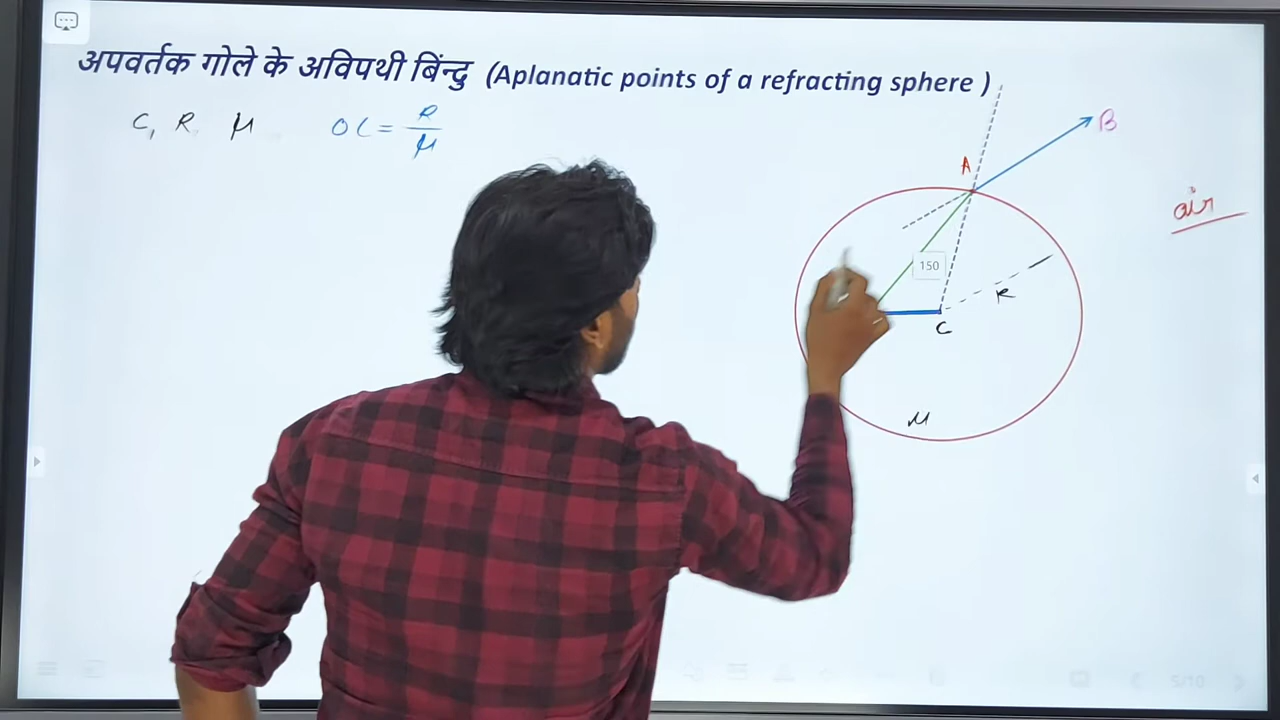 अपवर्तक गोले के अविपथी बिंन्दु (Aplanatic points of a refracting sphere )
C, R μ OC = R/μ
A
B
air
150
R
C
μ